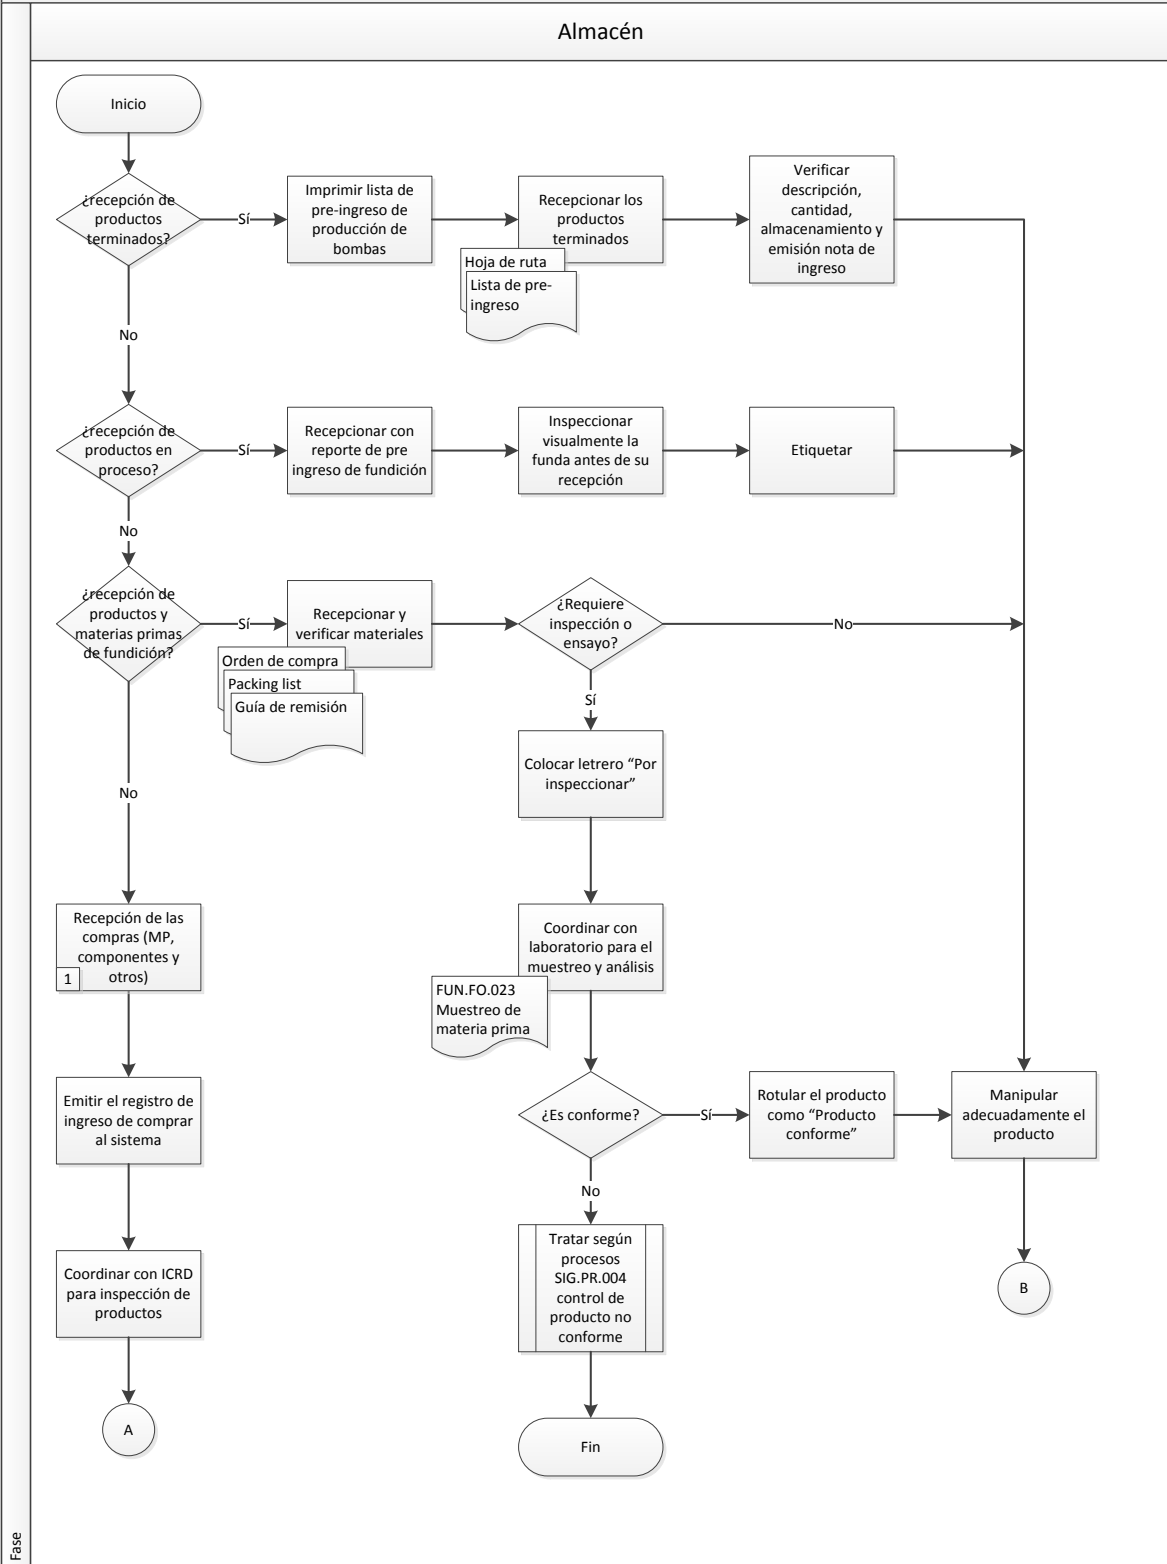 Almacén
Inicio
¿recepción de
productos
terminados?
Sí
Imprimir lista de
pre-ingreso de
producción de
bombas
Recepcionar los
productos
terminados
Hoja de ruta
Lista de pre-
ingreso
Verificar
descripción,
cantidad,
almacenamiento y
emisión nota de
ingreso
No
¿recepción de
productos en
proceso?
Sí
Recepcionar con
reporte de pre
ingreso de fundición
Inspeccionar
visualmente la
funda antes de su
recepción
Etiquetar
No
¿recepción de
productos y
materias primas
de fundición?
Sí
Recepcionar y
verificar materiales
Orden de compra
Packing list
Guía de remisión
¿Requiere
inspección o
ensayo?
No
Sí
Colocar letrero “Por
inspeccionar”
No
Recepción de las
compras (MP,
componentes y
otros)
1
Coordinar con
laboratorio para el
muestreo y análisis
FUN.FO.023
Muestreo de
materia prima
Emitir el registro de
ingreso de comprar
al sistema
¿Es conforme?
Sí
Rotular el producto
como “Producto
conforme”
Manipular
adecuadamente el
producto
No
Coordinar con ICRD
para inspección de
productos
Tratar según
procesos
SIG.PR.004
control de
producto no
conforme
B
A
Fin
Fase